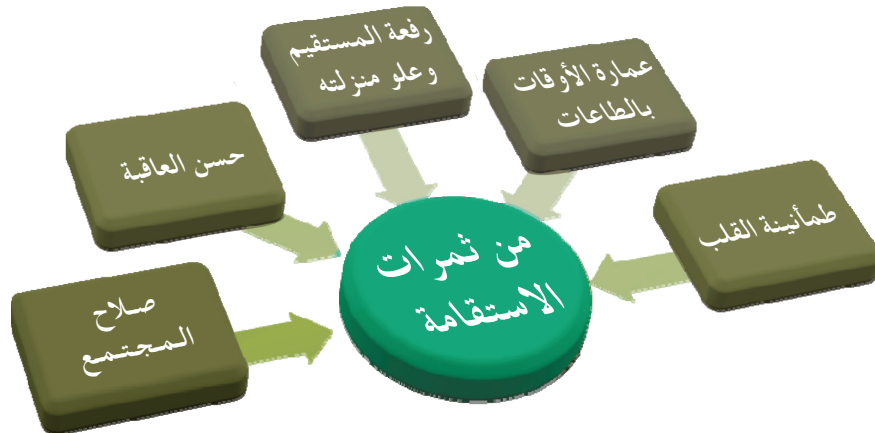 من ثمرات
الاستقامة
طمأنينة القلب
عمارة الأوقات
بالطاعات
رفعة المستقيم
وعلو منزلته
حسن العاقبة
صلاح
المجتمع